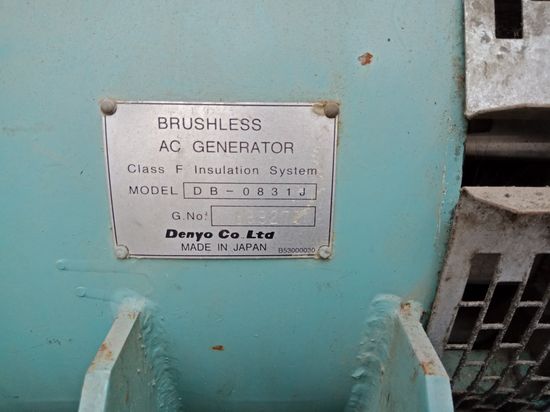 BRUSHLESS
AC GENERATOR
Class F Insulation System
MODEL DB-0831J
G.No.
Denyo Co. Ltd
MADE IN JAPAN B53000030